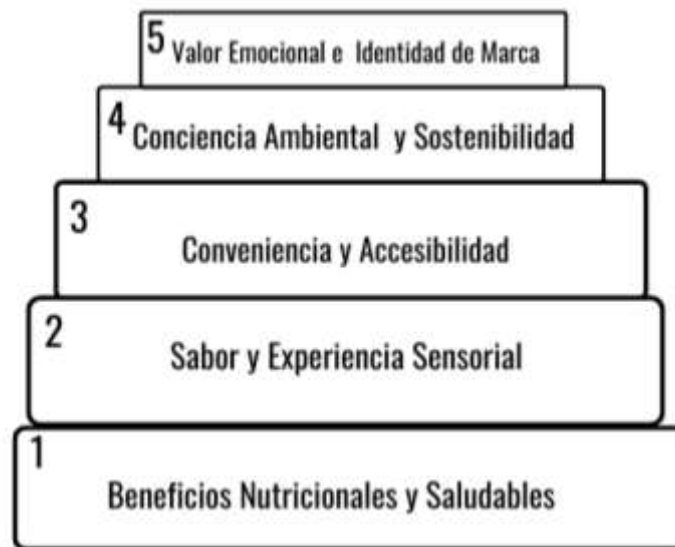 5 Valor Emocional e Identidad de Marca
4 Conciencia Ambiental y Sostenibilidad
3
Conveniencia y Accesibilidad
2
Sabor y Experiencia Sensorial
1
Beneficios Nutricionales y Saludables